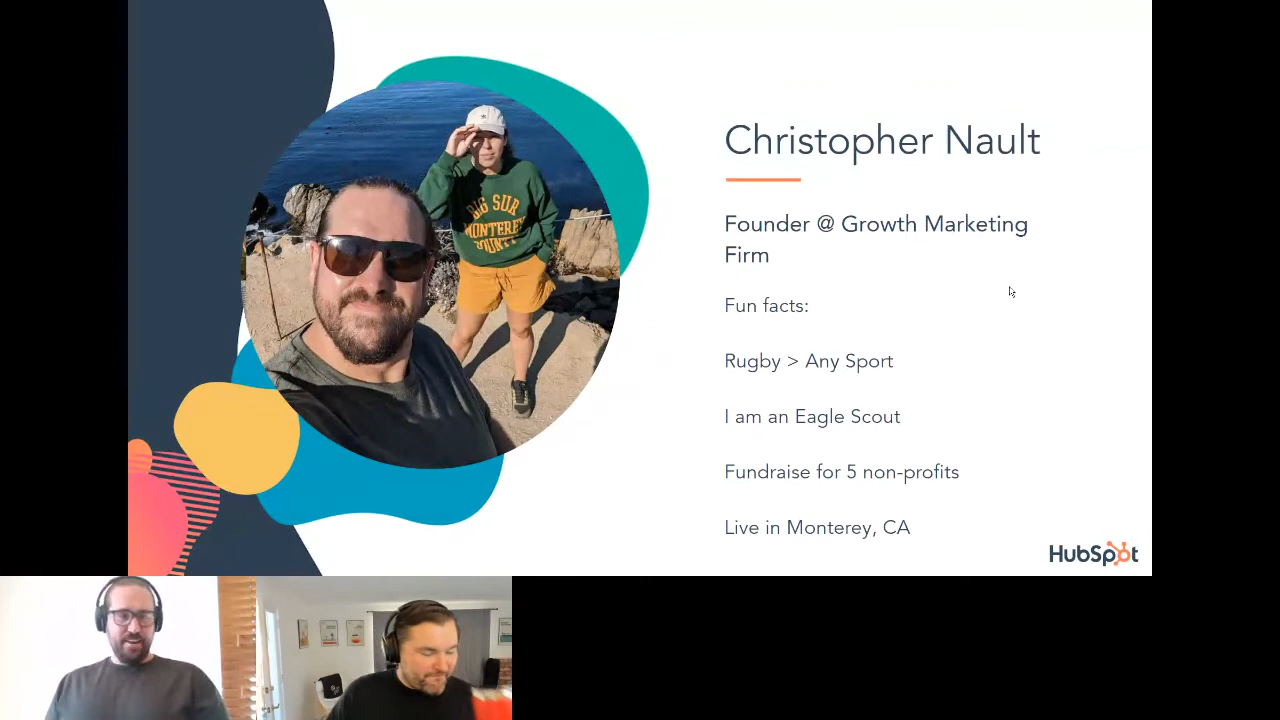 Christopher Nault
Founder @ Growth Marketing
Firm
Fun facts:
Rugby > Any Sport
I am an Eagle Scout
Fundraise for 5 non-profits
Live in Monterey, CA
HubSpot
BIG SUR
MONTEREY
COUNTY